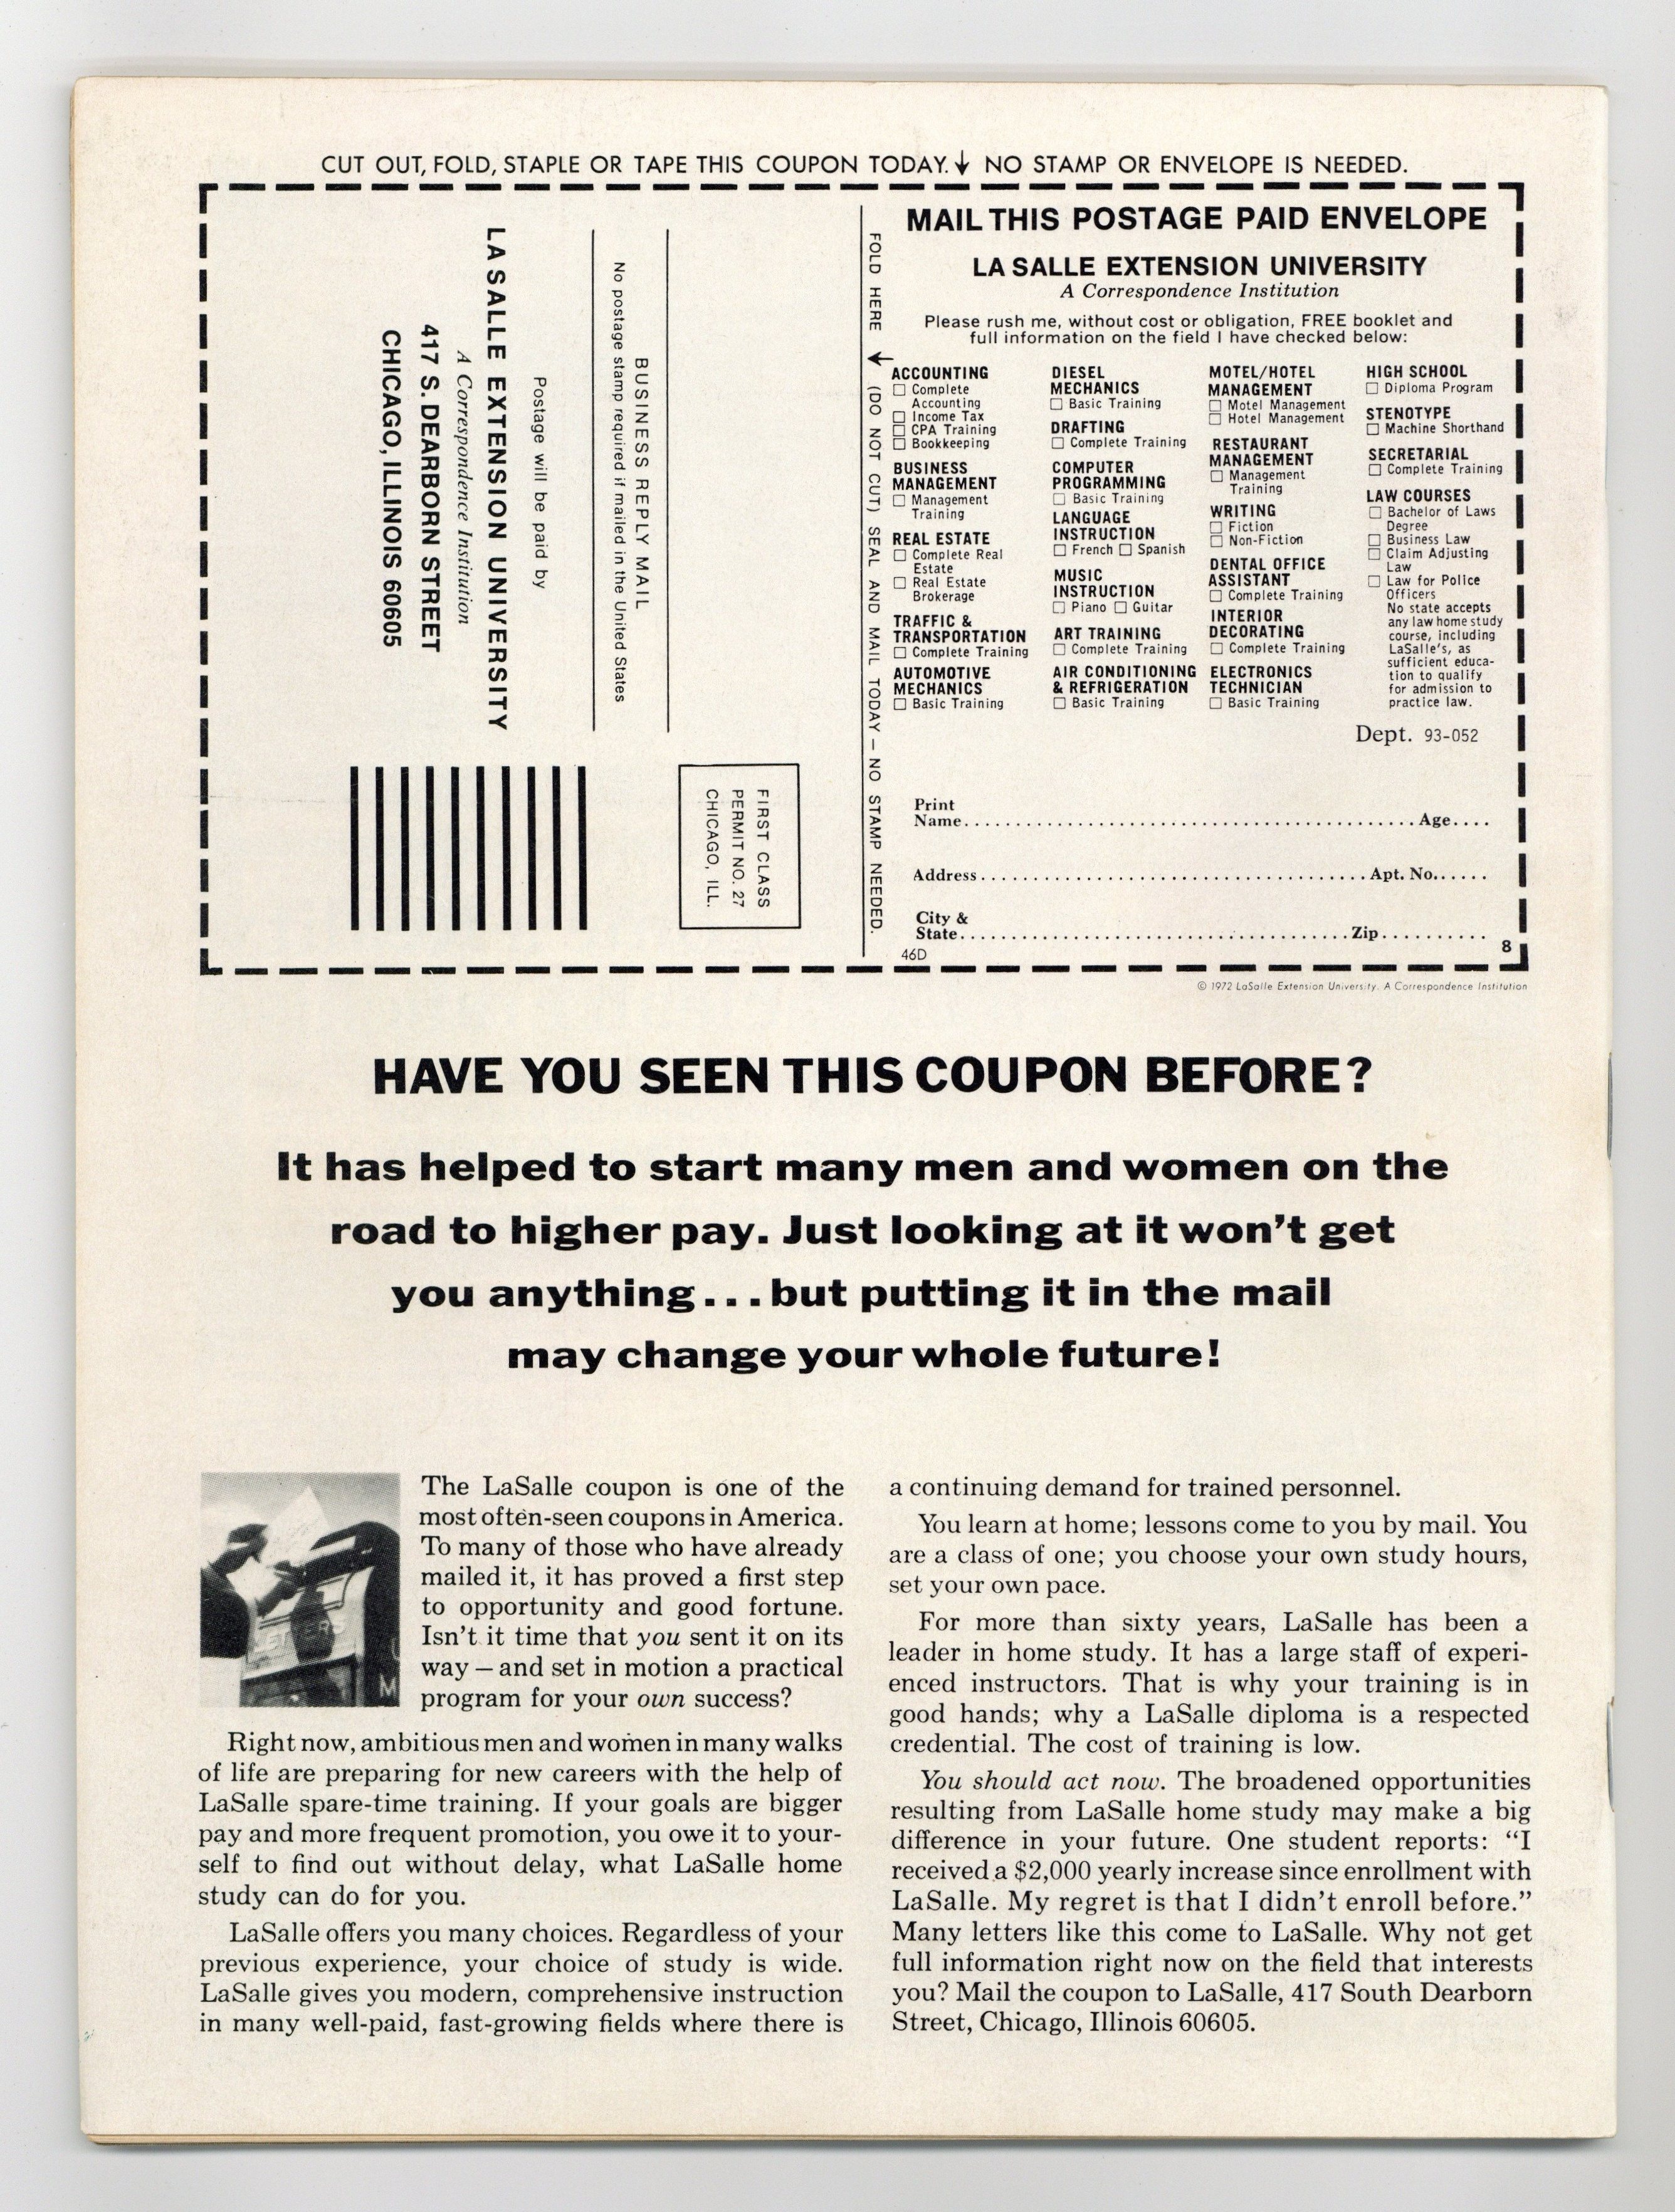 CUT OUT, FOLD, STAPLE OR TAPE THIS COUPON TODAY.↓ NO STAMP OR ENVELOPE IS NEEDED.
LA SALLE EXTENSION UNIVERSITY
A Correspondence Institution
417 S. DEARBORN STREET
CHICAGO, ILLINOIS 60605
Postage will be paid by
No postage stamp required if mailed in the United States
BUSINESS REPLY MAIL
FIRST CLASS
PERMIT NO. 27
CHICAGO, ILL.
FOLD HERE ← (DO NOT CUT) SEAL AND MAIL TODAY – NO STAMP NEEDED.
MAIL THIS POSTAGE PAID ENVELOPE
LA SALLE EXTENSION UNIVERSITY
A Correspondence Institution
Please rush me, without cost or obligation, FREE booklet and
full information on the field I have checked below:
ACCOUNTING
☐ Complete
Accounting
☐ Income Tax
☐ CPA Training
☐ Bookkeeping
BUSINESS
MANAGEMENT
☐ Management
Training
REAL ESTATE
☐ Complete Real
Estate
☐ Real Estate
Brokerage
TRAFFIC &
TRANSPORTATION
☐ Complete Training
AUTOMOTIVE
MECHANICS
☐ Basic Training
DIESEL
MECHANICS
☐ Basic Training
DRAFTING
☐ Complete Training
COMPUTER
PROGRAMMING
☐ Basic Training
LANGUAGE
INSTRUCTION
☐ French ☐ Spanish
MUSIC
INSTRUCTION
☐ Piano ☐ Guitar
ART TRAINING
☐ Complete Training
AIR CONDITIONING
& REFRIGERATION
☐ Basic Training
MOTEL/HOTEL
MANAGEMENT
☐ Motel Management
☐ Hotel Management
RESTAURANT
MANAGEMENT
☐ Management
Training
WRITING
☐ Fiction
☐ Non-Fiction
DENTAL OFFICE
ASSISTANT
☐ Complete Training
INTERIOR
DECORATING
☐ Complete Training
ELECTRONICS
TECHNICIAN
☐ Basic Training
HIGH SCHOOL
☐ Diploma Program
STENOTYPE
☐ Machine Shorthand
SECRETARIAL
☐ Complete Training
LAW COURSES
☐ Bachelor of Laws
Degree
☐ Business Law
☐ Claim Adjusting
Law
☐ Law for Police
Officers
No state accepts
any law home study
course, including
LaSalle's, as
sufficient educa-
tion to qualify
for admission to
practice law.
Dept. 93-052
Print
Name............................................Age....
Address.....................................Apt. No......
City &
State......................................Zip..........
46D
8
© 1972 LaSalle Extension University. A Correspondence Institution
HAVE YOU SEEN THIS COUPON BEFORE?
It has helped to start many men and women on the
road to higher pay. Just looking at it won't get
you anything...but putting it in the mail
may change your whole future!
LETTERS
U
M
The LaSalle coupon is one of the
most often-seen coupons in America.
To many of those who have already
mailed it, it has proved a first step
to opportunity and good fortune.
Isn't it time that you sent it on its
way — and set in motion a practical
program for your own success?
Right now, ambitious men and women in many walks
of life are preparing for new careers with the help of
LaSalle spare-time training. If your goals are bigger
pay and more frequent promotion, you owe it to your-
self to find out without delay, what LaSalle home
study can do for you.
LaSalle offers you many choices. Regardless of your
previous experience, your choice of study is wide.
LaSalle gives you modern, comprehensive instruction
in many well-paid, fast-growing fields where there is
a continuing demand for trained personnel.
You learn at home; lessons come to you by mail. You
are a class of one; you choose your own study hours,
set your own pace.
For more than sixty years, LaSalle has been a
leader in home study. It has a large staff of experi-
enced instructors. That is why your training is in
good hands; why a LaSalle diploma is a respected
credential. The cost of training is low.
You should act now. The broadened opportunities
resulting from LaSalle home study may make a big
difference in your future. One student reports: "I
received a $2,000 yearly increase since enrollment with
LaSalle. My regret is that I didn't enroll before."
Many letters like this come to LaSalle. Why not get
full information right now on the field that interests
you? Mail the coupon to LaSalle, 417 South Dearborn
Street, Chicago, Illinois 60605.